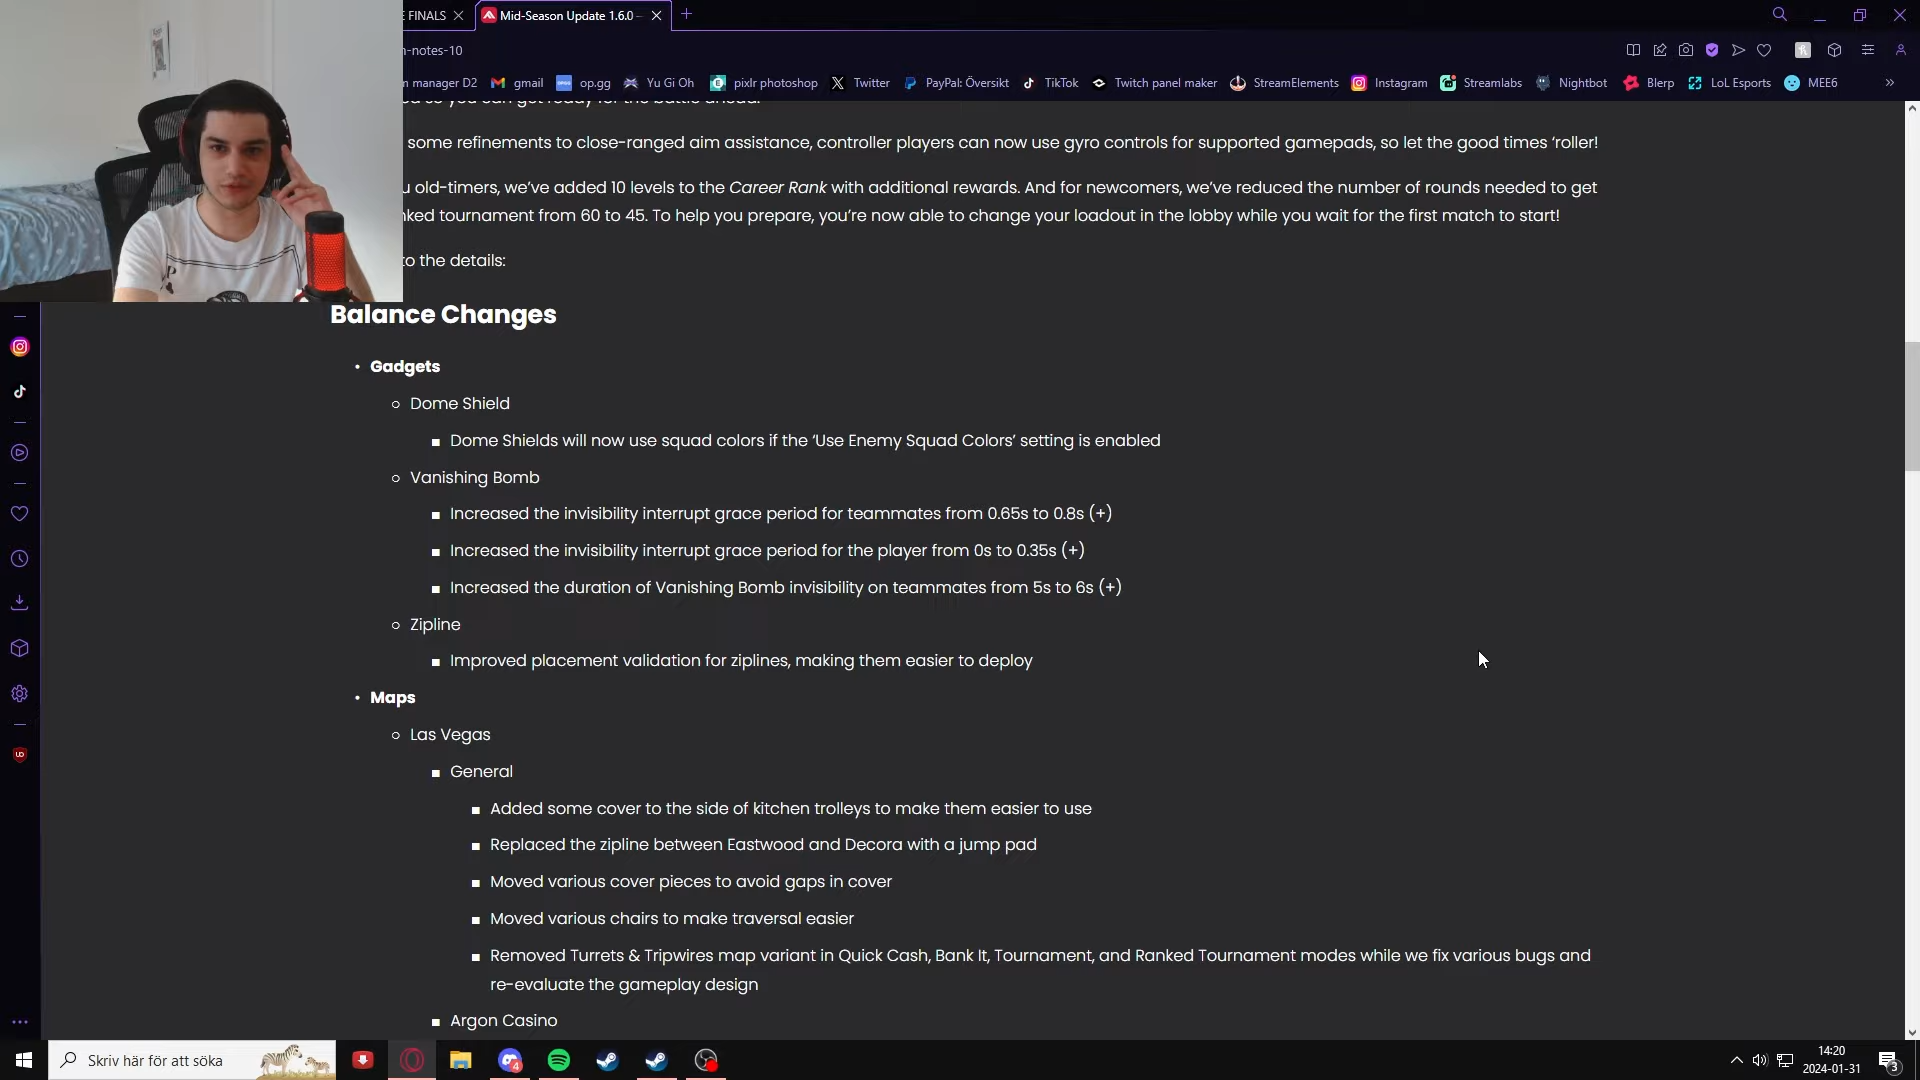 E FINALS
Mid-Season Update 1.6.0
n-notes-10
m manager D2
gmail
op.gg
Yu Gi Oh
pixlr photoshop
Twitter
PayPal: Översikt
TikTok
Twitch panel maker
StreamElements
Instagram
Streamlabs
Nightbot
Blerp
LoL Esports
MEE6
so you can get ready for the battle ahead.
some refinements to close-ranged aim assistance, controller players can now use gyro controls for supported gamepads, so let the good times ‘roller!
u old-timers, we’ve added 10 levels to the Career Rank with additional rewards. And for newcomers, we’ve reduced the number of rounds needed to get
nked tournament from 60 to 45. To help you prepare, you’re now able to change your loadout in the lobby while you wait for the first match to start!
to the details:
Balance Changes
• Gadgets
Dome Shield
Dome Shields will now use squad colors if the ‘Use Enemy Squad Colors’ setting is enabled
Vanishing Bomb
Increased the invisibility interrupt grace period for teammates from 0.65s to 0.8s (+)
Increased the invisibility interrupt grace period for the player from 0s to 0.35s (+)
Increased the duration of Vanishing Bomb invisibility on teammates from 5s to 6s (+)
Zipline
Improved placement validation for ziplines, making them easier to deploy
• Maps
Las Vegas
General
Added some cover to the side of kitchen trolleys to make them easier to use
Replaced the zipline between Eastwood and Decora with a jump pad
Moved various cover pieces to avoid gaps in cover
Moved various chairs to make traversal easier
Removed Turrets & Tripwires map variant in Quick Cash, Bank It, Tournament, and Ranked Tournament modes while we fix various bugs and
re-evaluate the gameplay design
Argon Casino
Skriv här för att söka
4
14:20
2024-01-31
3